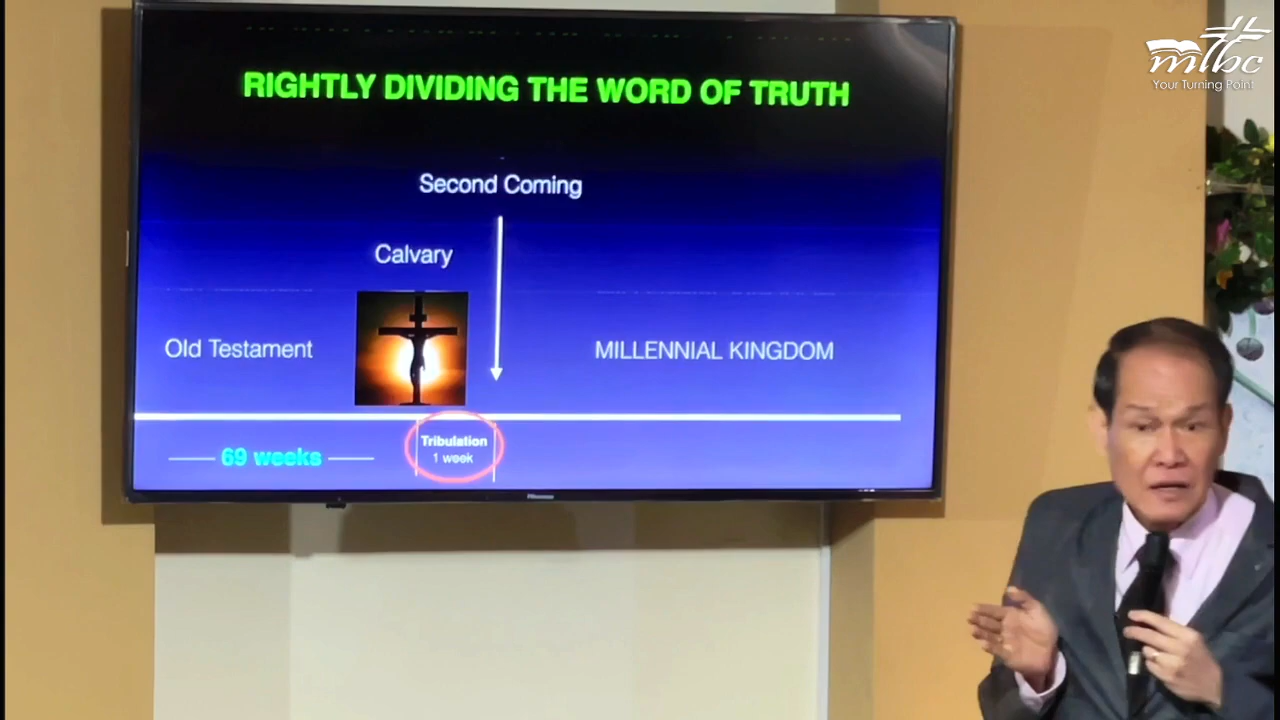 mtbc
Your Turning Point
RIGHTLY DIVIDING THE WORD OF TRUTH
Second Coming
Calvary
Old Testament
MILLENNIAL KINGDOM
69 weeks
Tribulation
1 week
Hisense